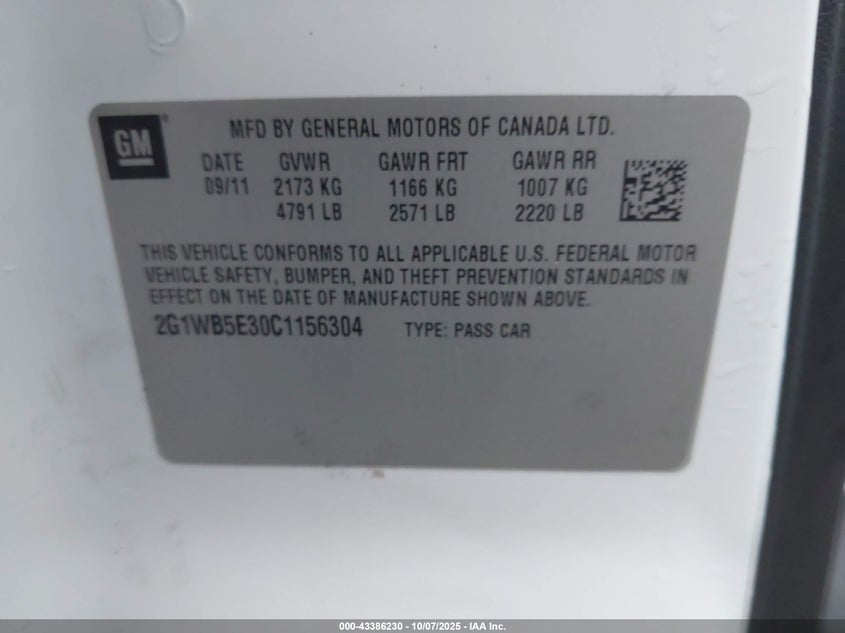 GM®
MFD BY GENERAL MOTORS OF CANADA LTD.
DATE GVWR GAWR FRT GAWR RR
09/11 2173 KG 1166 KG 1007 KG
4791 LB 2571 LB 2220 LB
THIS VEHICLE CONFORMS TO ALL APPLICABLE U.S. FEDERAL MOTOR
VEHICLE SAFETY, BUMPER, AND THEFT PREVENTION STANDARDS IN
EFFECT ON THE DATE OF MANUFACTURE SHOWN ABOVE.
2G1WB5E30C1156304 TYPE: PASS CAR
000-43386230 - 10/07/2025 - IAA Inc.